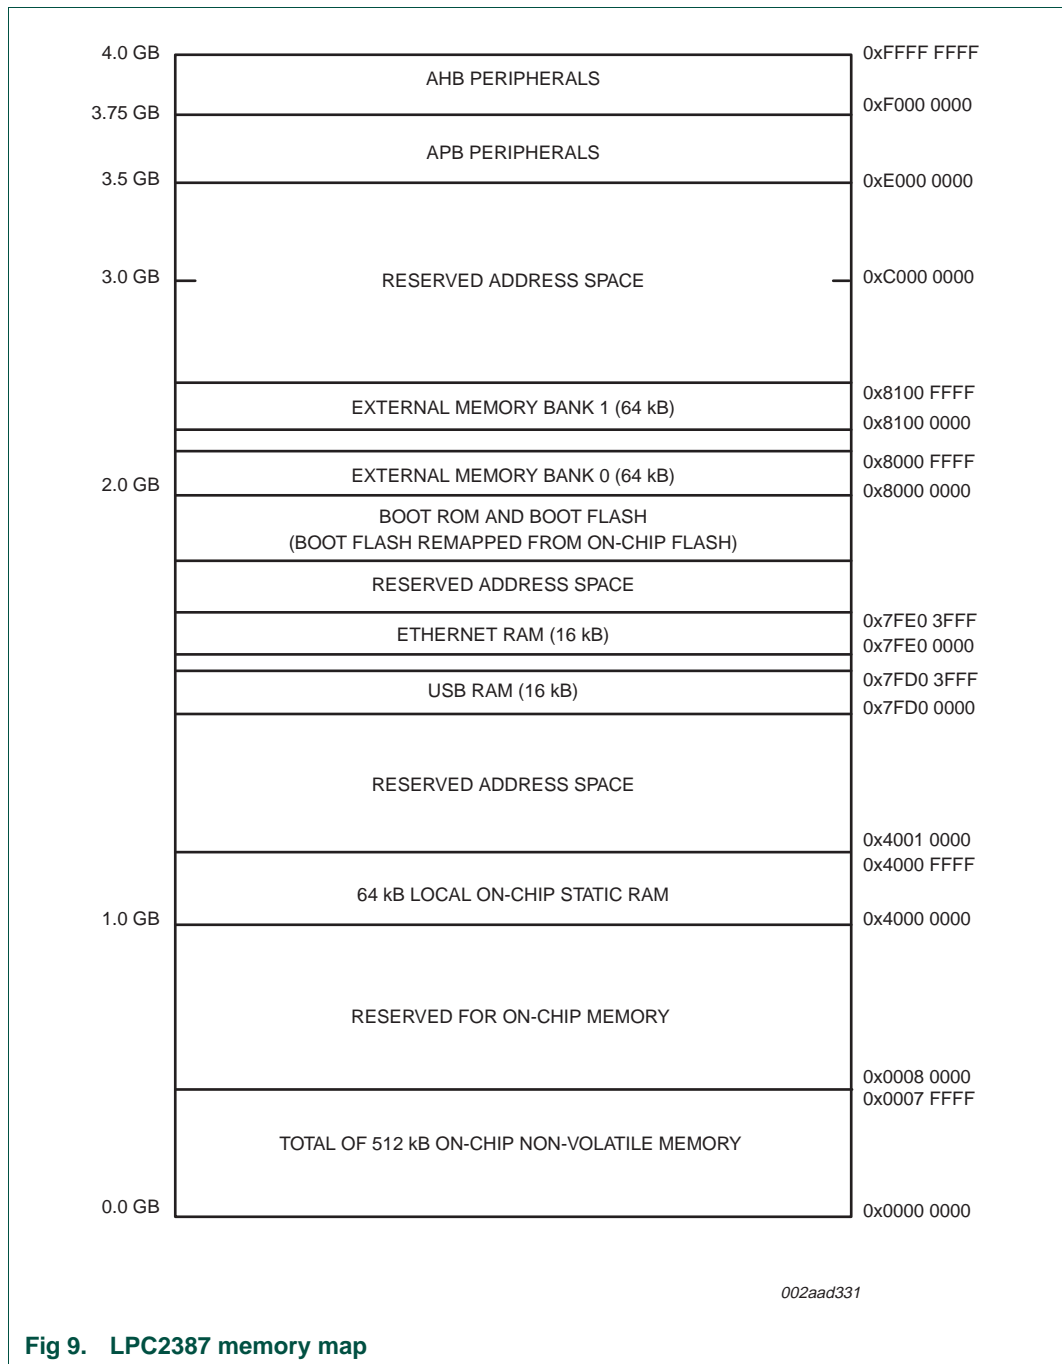 4.0 GB
0xFFFF FFFF
AHB PERIPHERALS
3.75 GB
0xF000 0000
APB PERIPHERALS
3.5 GB
0xE000 0000
3.0 GB
RESERVED ADDRESS SPACE
0xC000 0000
0x8100 FFFF
EXTERNAL MEMORY BANK 1 (64 kB)
0x8100 0000
0x8000 FFFF
EXTERNAL MEMORY BANK 0 (64 kB)
2.0 GB
0x8000 0000
BOOT ROM AND BOOT FLASH
(BOOT FLASH REMAPPED FROM ON-CHIP FLASH)
RESERVED ADDRESS SPACE
0x7FE0 3FFF
ETHERNET RAM (16 kB)
0x7FE0 0000
0x7FD0 3FFF
USB RAM (16 kB)
0x7FD0 0000
RESERVED ADDRESS SPACE
0x4001 0000
0x4000 FFFF
64 kB LOCAL ON-CHIP STATIC RAM
1.0 GB
0x4000 0000
RESERVED FOR ON-CHIP MEMORY
0x0008 0000
0x0007 FFFF
TOTAL OF 512 kB ON-CHIP NON-VOLATILE MEMORY
0.0 GB
0x0000 0000
002aad331
Fig 9. LPC2387 memory map